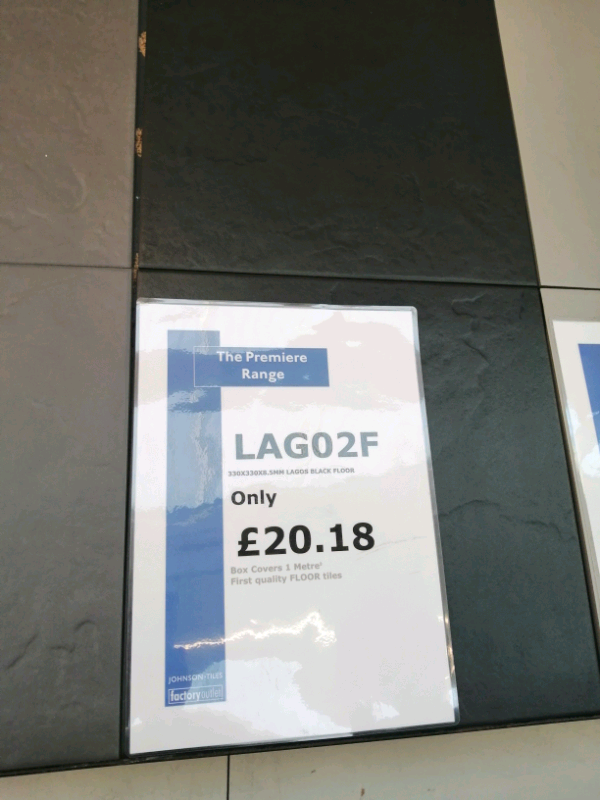 The Premiere
Range
LAG02F
330X330X8.5MM LAGOS BLACK FLOOR
Only
£20.18
Box Covers 1 Metre²
First quality FLOOR tiles
JOHNSON TILES
factory outlet